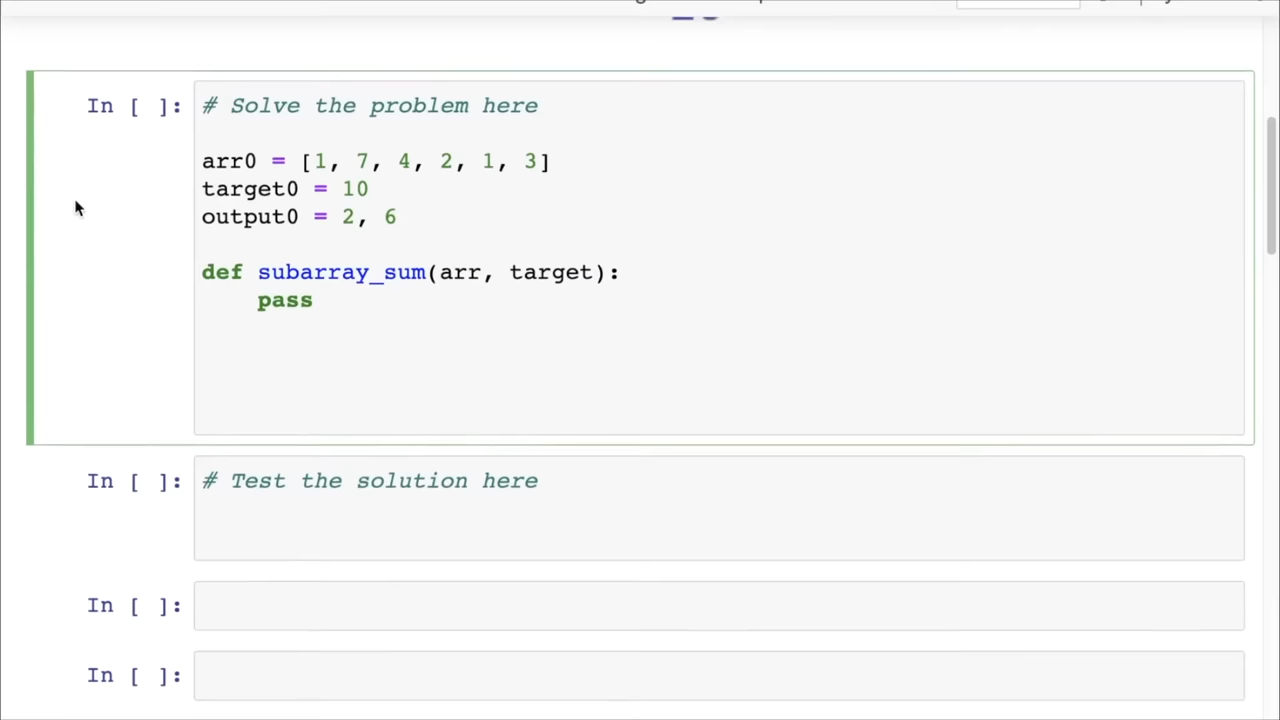 In [ ]:
# Solve the problem here
arr0 = [1, 7, 4, 2, 1, 3]
target0 = 10
output0 = 2, 6
def subarray_sum(arr, target):
    pass
In [ ]:
# Test the solution here
In [ ]:
In [ ]: